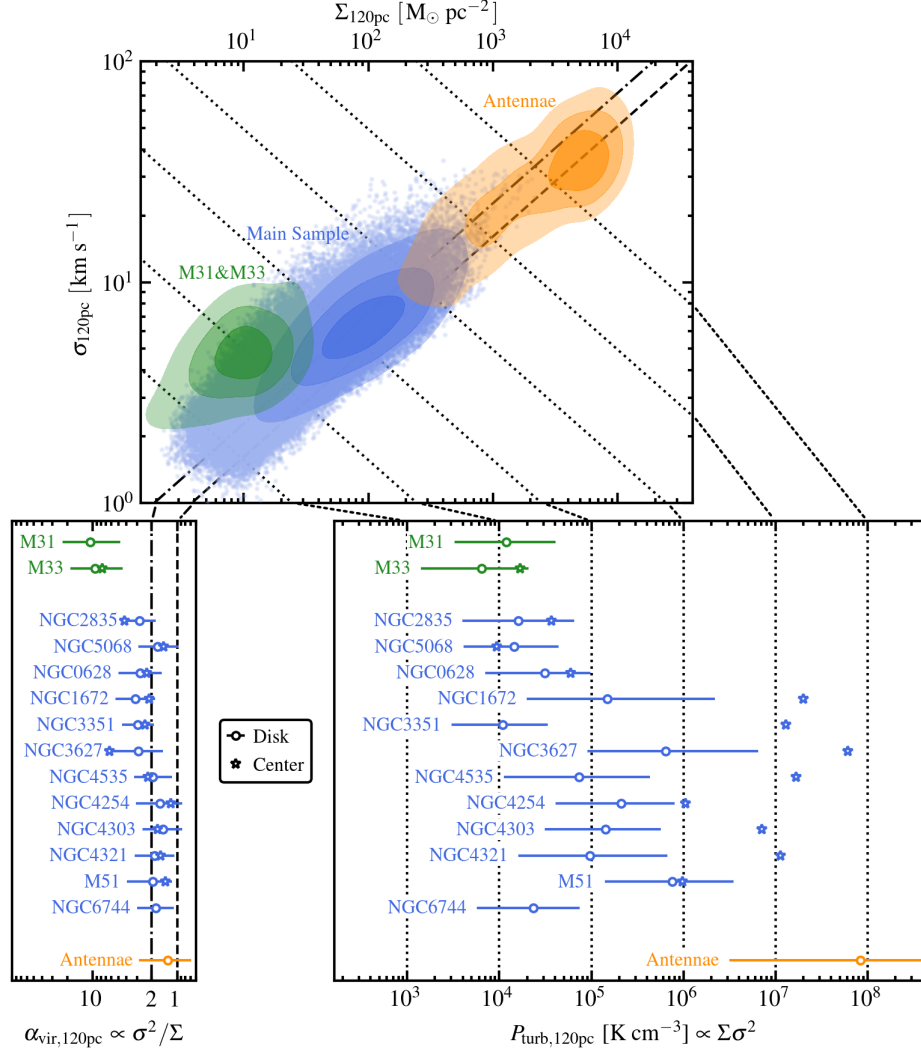 Σ120pc [M⊙ pc−2]
10^1 10^2 10^3 10^4
10^2
10^1
10^0
σ120pc [km s−1]
Antennae
Main Sample
M31&M33
M31
M33
NGC2835
NGC5068
NGC0628
NGC1672
NGC3351
NGC3627
NGC4535
NGC4254
NGC4303
NGC4321
M51
NGC6744
Antennae
10 2 1
αvir,120pc ∝ σ^2/Σ
Disk
Center
M31
M33
NGC2835
NGC5068
NGC0628
NGC1672
NGC3351
NGC3627
NGC4535
NGC4254
NGC4303
NGC4321
M51
NGC6744
Antennae
10^3 10^4 10^5 10^6 10^7 10^8
Pturb,120pc [K cm−3] ∝ Σσ^2